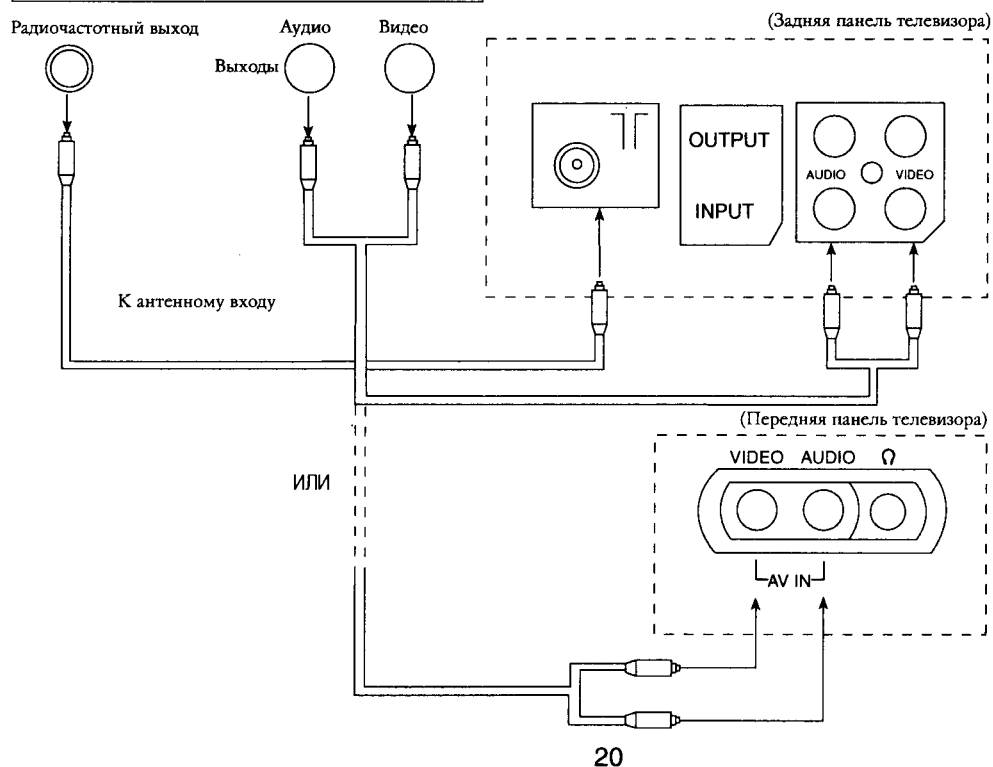 (Задняя панель телевизора)
Радиочастотный выход
Аудио
Видео
Выходы
OUTPUT
AUDIO
VIDEO
INPUT
К антенному входу
(Передняя панель телевизора)
VIDEO AUDIO Ω
ИЛИ
AV IN
20